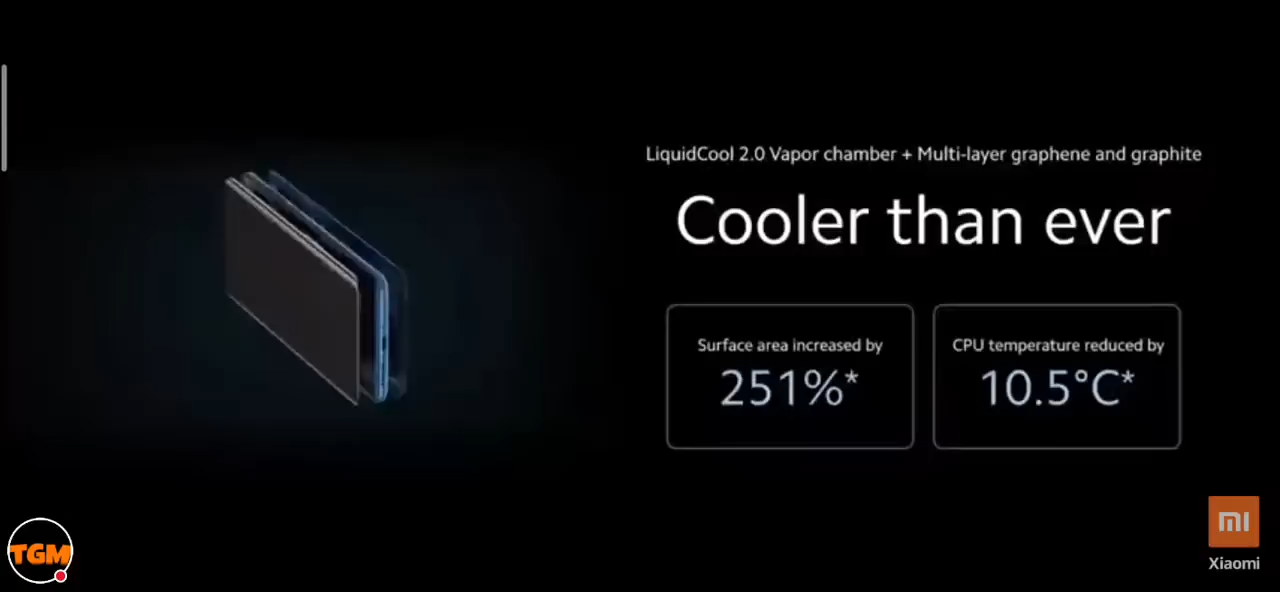 LiquidCool 2.0 Vapor chamber + Multi-layer graphene and graphite
Cooler than ever
Surface area increased by
251%*
CPU temperature reduced by
10.5°C*
TGM
MI
Xiaomi